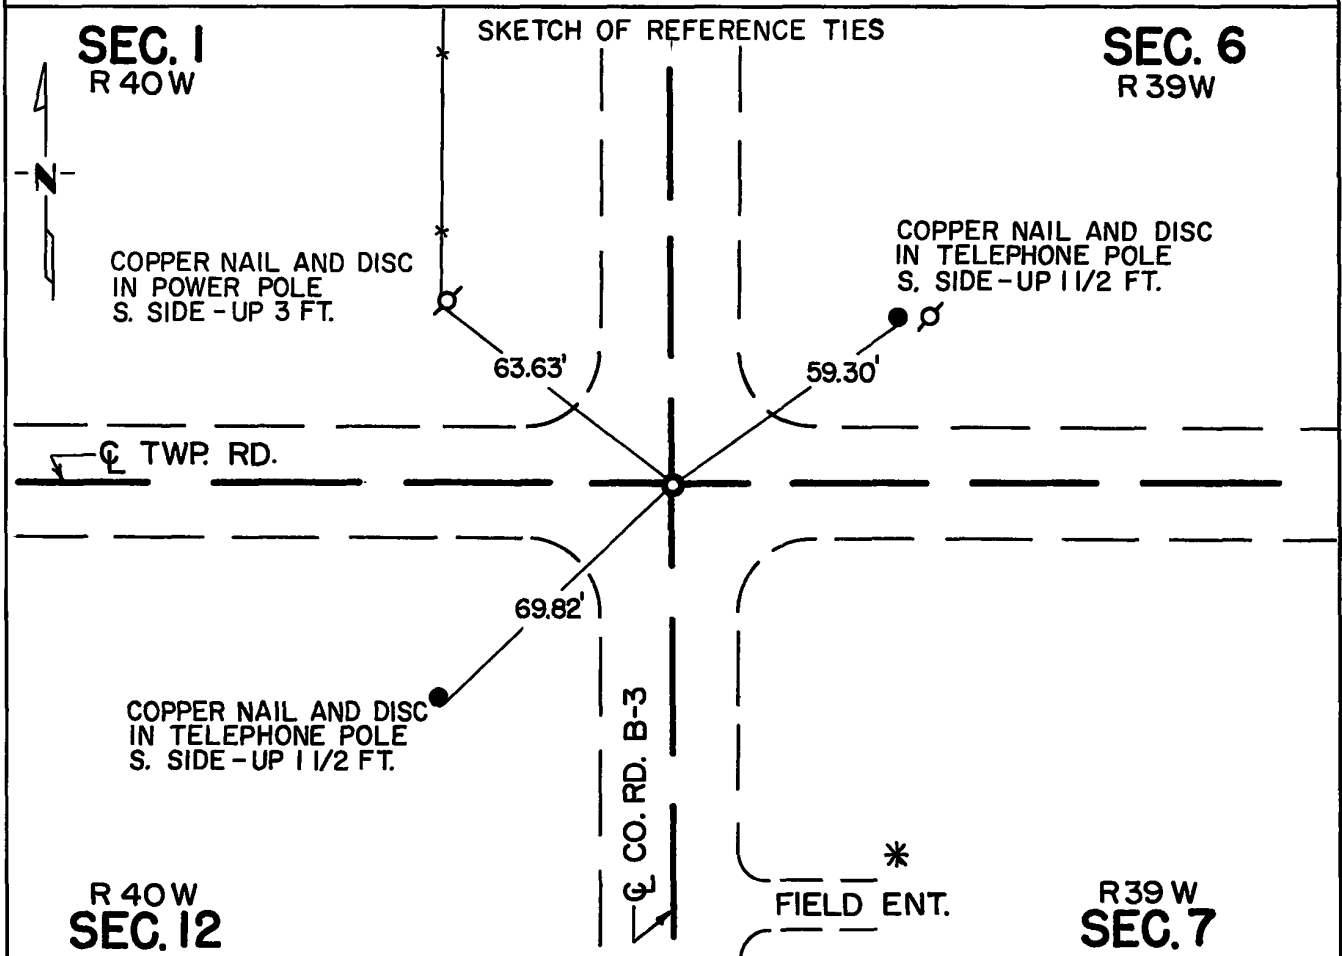 SKETCH OF REFERENCE TIES
SEC. 1
R 40 W
SEC. 6
R 39 W
N
COPPER NAIL AND DISC
IN POWER POLE
S. SIDE - UP 3 FT.
COPPER NAIL AND DISC
IN TELEPHONE POLE
S. SIDE - UP 1 1/2 FT.
63.63'
59.30'
℄ TWP. RD.
69.82'
COPPER NAIL AND DISC
IN TELEPHONE POLE
S. SIDE - UP 1 1/2 FT.
℄ CO. RD. B-3
FIELD ENT.
R 40 W
SEC. 12
R 39 W
SEC. 7